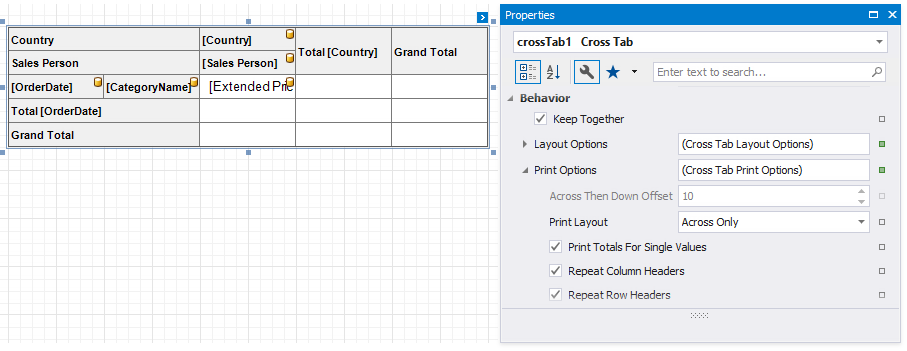 Country [Country] Total [Country] Grand Total
Sales Person [Sales Person]
[OrderDate] [CategoryName] [Extended Pri
Total [OrderDate]
Grand Total
Properties
crossTab1 Cross Tab
Enter text to search...
Behavior
Keep Together
Layout Options (Cross Tab Layout Options)
Print Options (Cross Tab Print Options)
Across Then Down Offset 10
Print Layout Across Only
Print Totals For Single Values
Repeat Column Headers
Repeat Row Headers